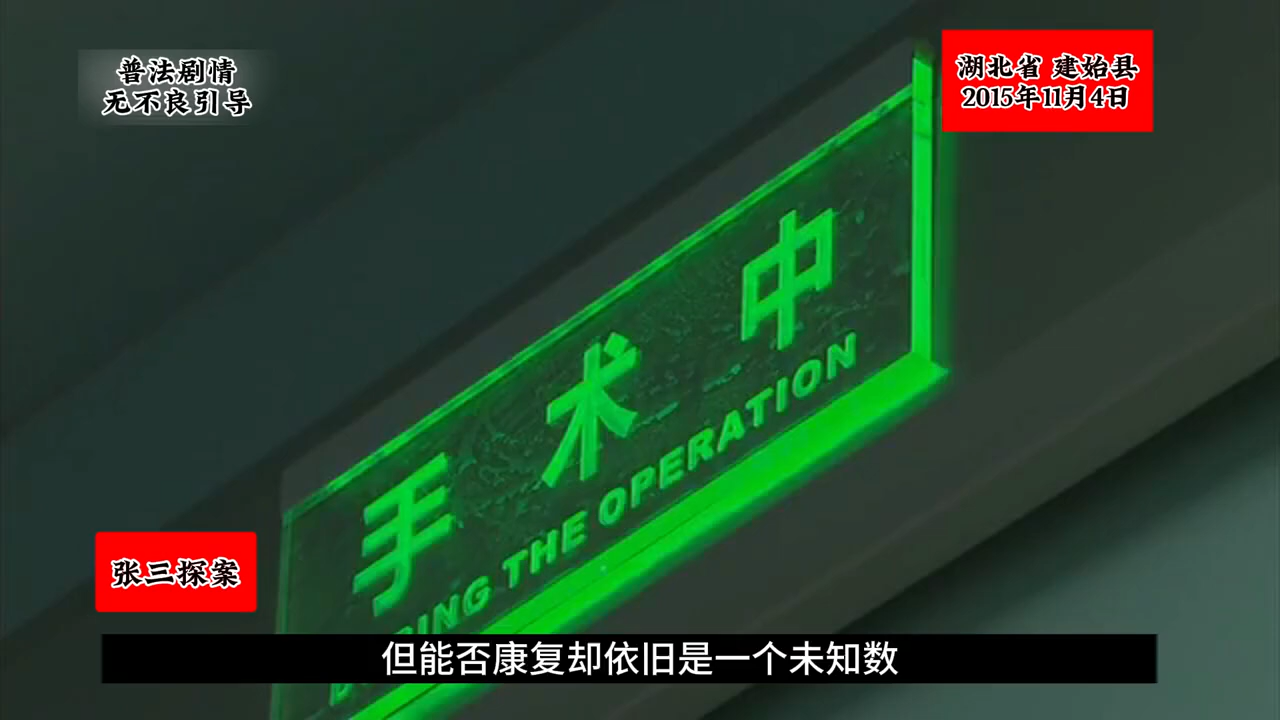 普法剧情
无不良引导
湖北省 建始县
2015年11月4日
手术中
DURING THE OPERATION
张三探案
但能否康复却依旧是一个未知数